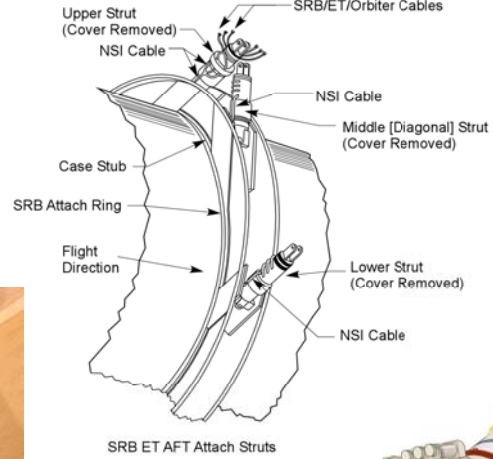 SRB/ET/Orbiter Cables
Upper Strut
(Cover Removed)
NSI Cable
NSI Cable
Middle [Diagonal] Strut
(Cover Removed)
Case Stub
SRB Attach Ring
Flight
Direction
Lower Strut
(Cover Removed)
NSI Cable
SRB ET AFT Attach Struts